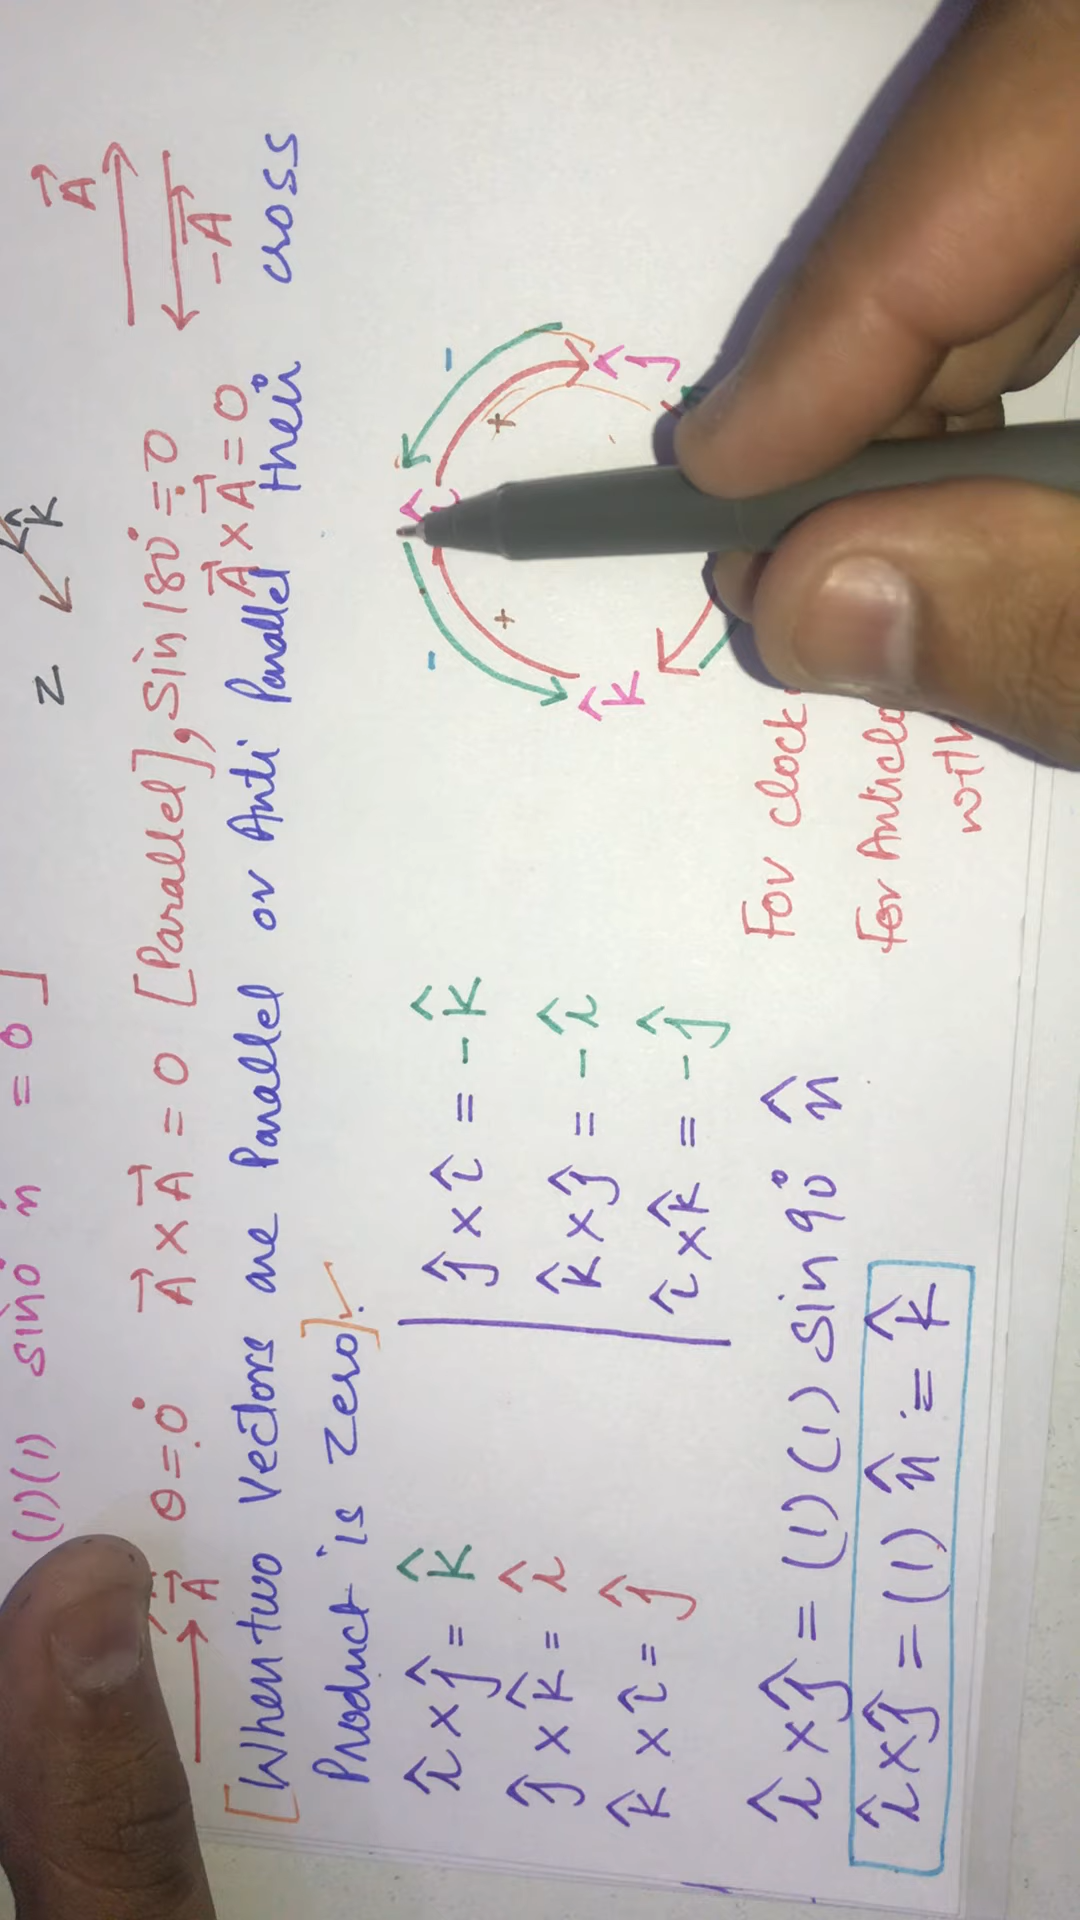 (1)(1) sin0° n̂ = 0 ]
Z k̂
A⃗ θ=0° A⃗ x A⃗ = 0 [Parallel], Sin 180° = 0 A⃗
A⃗ x A⃗ = 0 -A⃗
[When two vectors are Parallel or Anti Parallel their cross
Product is zero].
î x ĵ = k̂ ĵ x î = -k̂
ĵ x k̂ = î k̂ x ĵ = -î
k̂ x î = ĵ î x k̂ = -ĵ
- -
+ +
k̂ ĵ
î x ĵ = (1) (1) sin 90° n̂
î x ĵ = (1) n̂ = k̂
For clock
For Anticlo
with